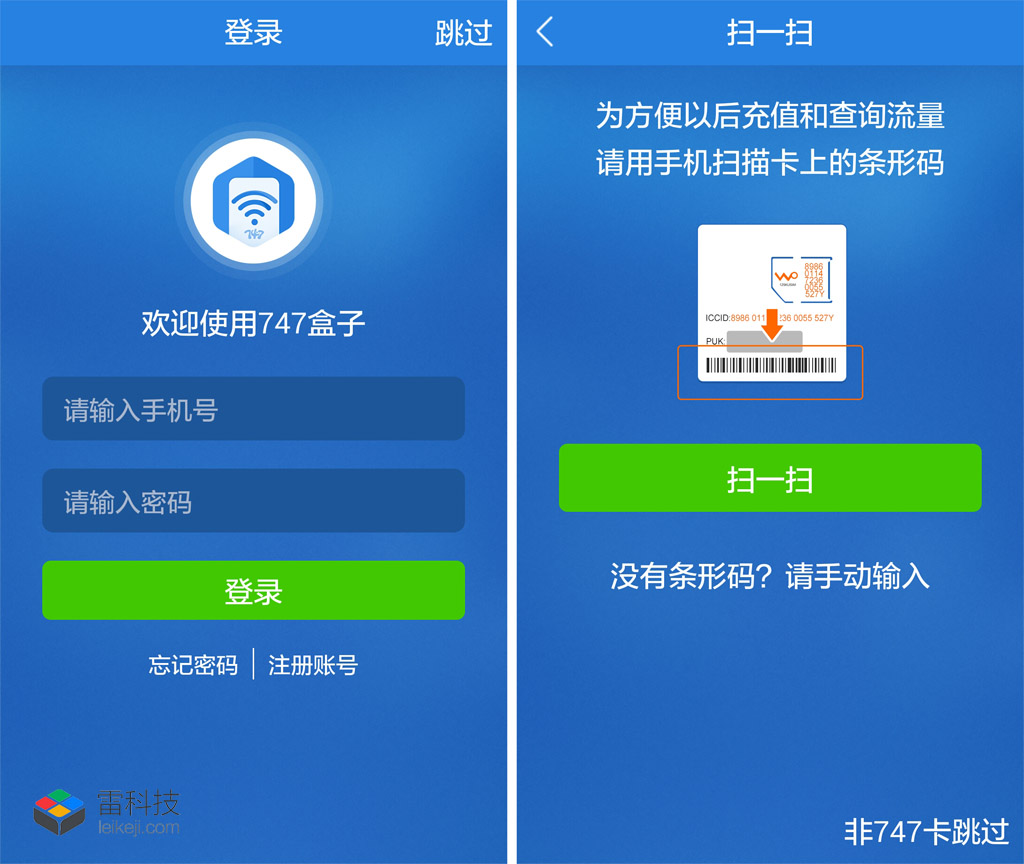 登录
跳过
747
欢迎使用747盒子
请输入手机号
请输入密码
登录
忘记密码 | 注册账号
雷科技
leikeji.com
扫一扫
为方便以后充值和查询流量
请用手机扫描卡上的条形码
8986
0114
7236
0055
527Y
ICCID:8986 011 236 0055 527Y
PUK:
扫一扫
没有条形码？请手动输入
非747卡跳过